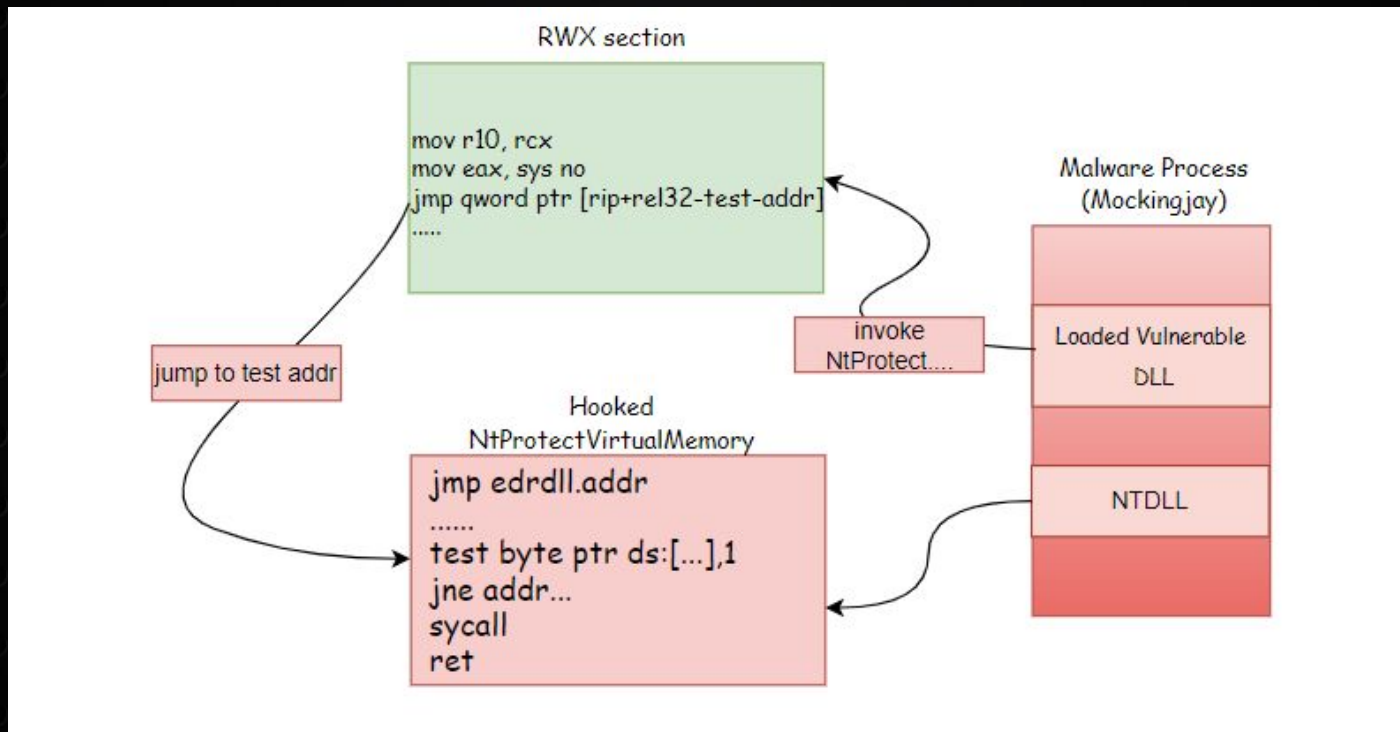 RWX section
mov r10, rcx
mov eax, sys no
jmp qword ptr [rip+rel32-test-addr]
.....
Malware Process
(Mockingjay)
invoke
NtProtect....
Loaded Vulnerable
DLL
jump to test addr
Hooked
NtProtectVirtualMemory
jmp edrdll.addr
......
test byte ptr ds:[...],1
jne addr...
sycall
ret
NTDLL